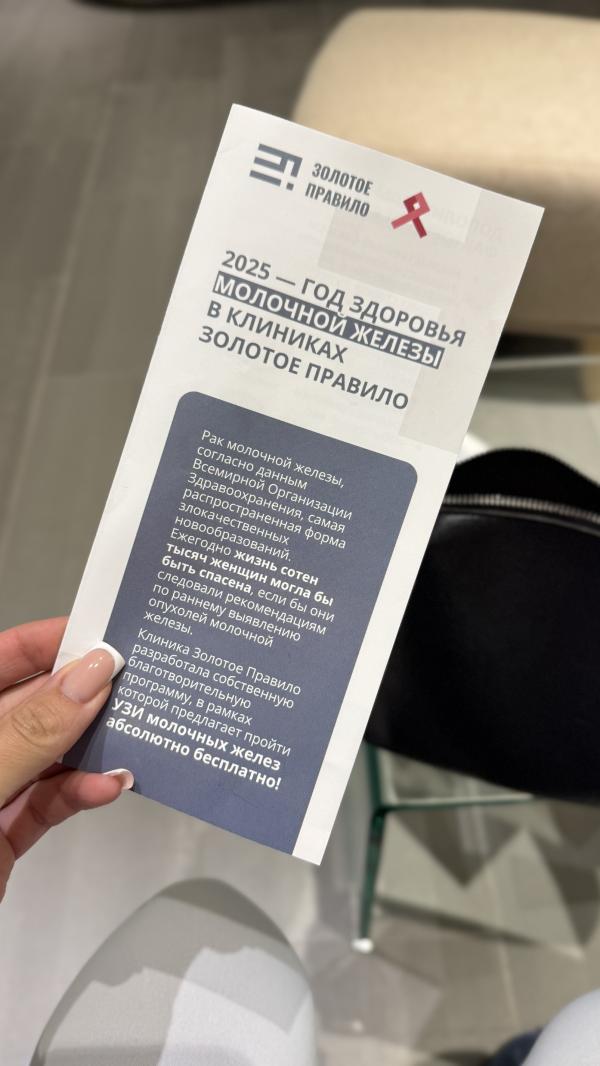 ЗОЛОТОЕ
ПРАВИЛО
2025 — ГОД ЗДОРОВЬЯ
МОЛОЧНОЙ ЖЕЛЕЗЫ
В КЛИНИКАХ
ЗОЛОТОЕ ПРАВИЛО
Рак молочной железы,
согласно данным
Всемирной Организации
Здравоохранения, самая
распространенная форма
злокачественных
новообразований.
Ежегодно жизнь сотен
тысяч женщин могла бы
быть спасена, если бы они
следовали рекомендациям
по раннему выявлению
опухолей молочной
железы.
Клиника Золотое Правило
разработала собственную
благотворительную
программу, в рамках
которой предлагает пройти
УЗИ молочных желез
абсолютно бесплатно!